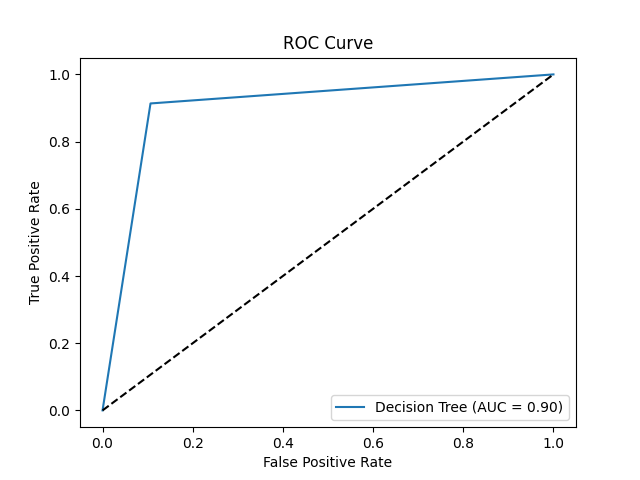 ROC Curve
True Positive Rate
1.0
0.8
0.6
0.4
0.2
0.0
0.0 0.2 0.4 0.6 0.8 1.0
False Positive Rate
Decision Tree (AUC = 0.90)